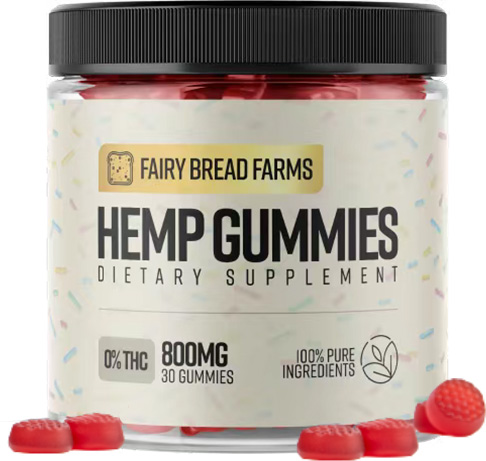 FAIRY BREAD FARMS
HEMP GUMMIES
DIETARY SUPPLEMENT
0% THC
800MG
30 GUMMIES
100% PURE
INGREDIENTS